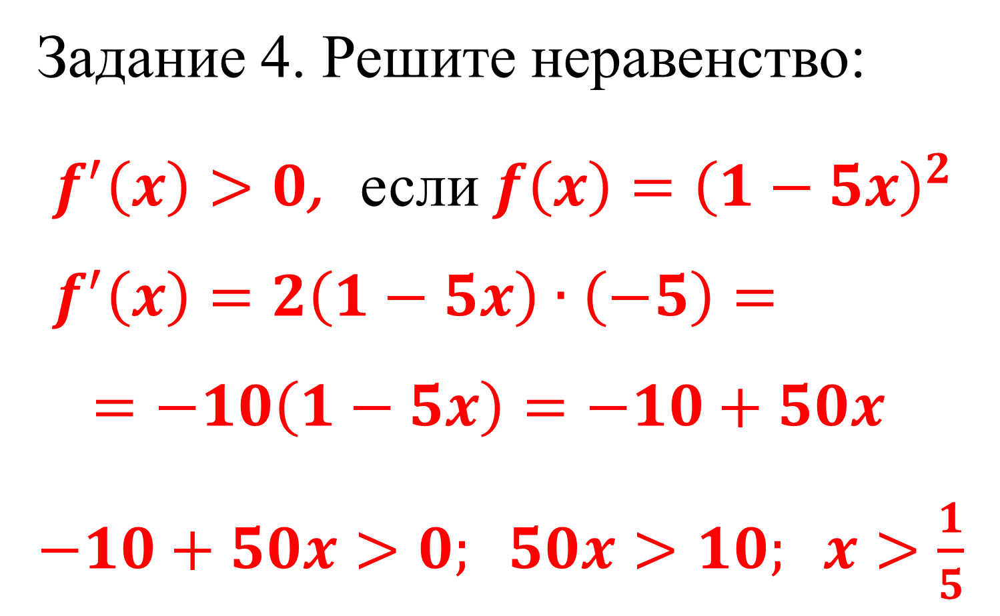 Задание 4. Решите неравенство:
f′(x) > 0, если f(x) = (1 − 5x)²
f′(x) = 2(1 − 5x) · (−5) =
= −10(1 − 5x) = −10 + 50x
−10 + 50x > 0; 50x > 10; x > 1/5